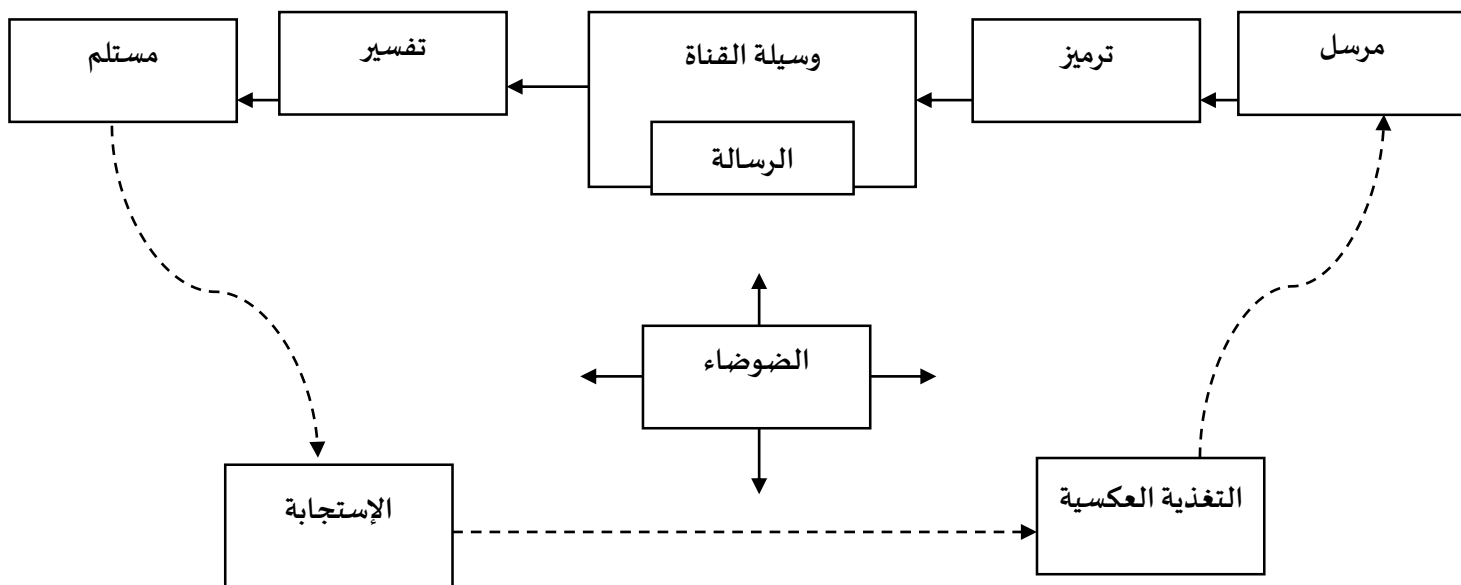 مرسل
ترميز
وسيلة القناة
الرسالة
تفسير
مستلم
الضوضاء
التغذية العكسية
الإستجابة